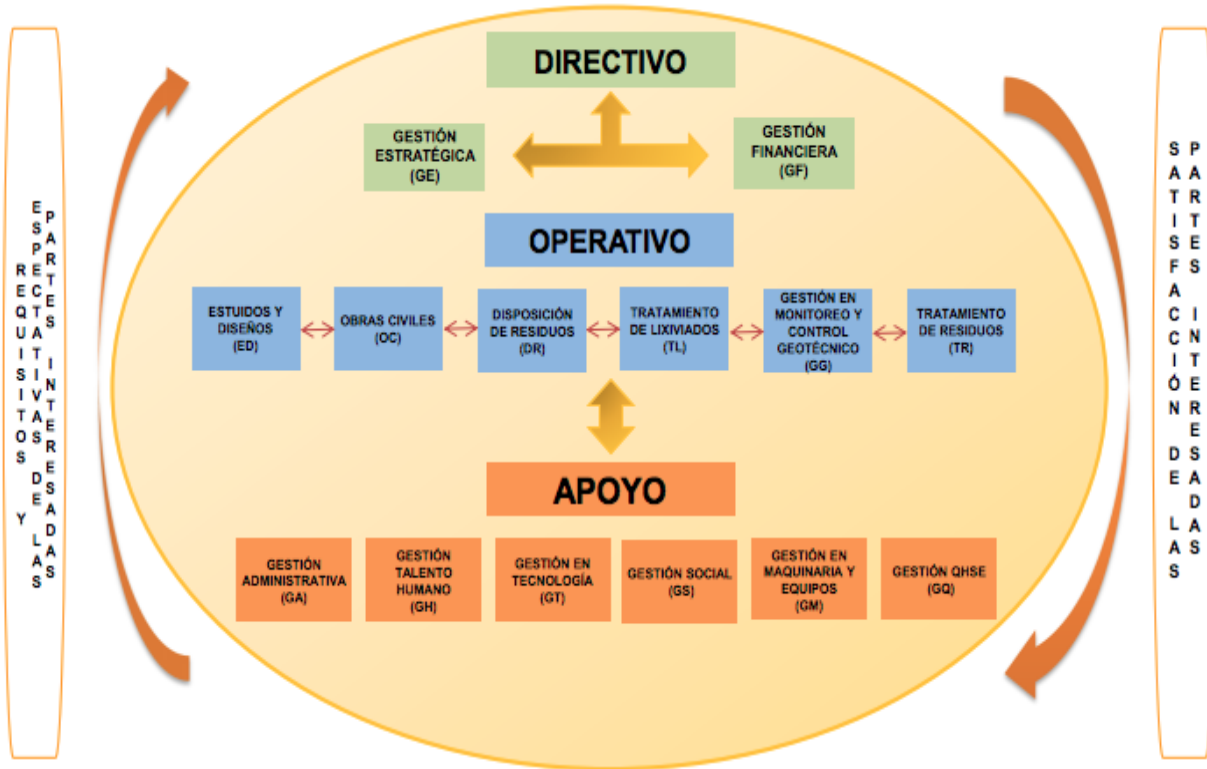 REQUISITOS Y
ESPECTATIVAS DE LAS
PARTES INTERESADAS
DIRECTIVO
GESTIÓN
ESTRATÉGICA
(GE)
GESTIÓN
FINANCIERA
(GF)
OPERATIVO
ESTUIDOS Y
DISEÑOS
(ED)
OBRAS CIVILES
(OC)
DISPOSICIÓN
DE RESIDUOS
(DR)
TRATAMIENTO
DE LIXIVIADOS
(TL)
GESTIÓN EN
MONITOREO Y
CONTROL
GEOTÉCNICO
(GG)
TRATAMIENTO
DE RESIDUOS
(TR)
APOYO
GESTIÓN
ADMINISTRATIVA
(GA)
GESTIÓN
TALENTO
HUMANO
(GH)
GESTIÓN EN
TECNOLOGÍA
(GT)
GESTIÓN SOCIAL
(GS)
GESTIÓN EN
MAQUINARIA Y
EQUIPOS
(GM)
GESTIÓN QHSE
(GQ)
SATISFACCIÓN DE LAS
PARTES INTERESADAS